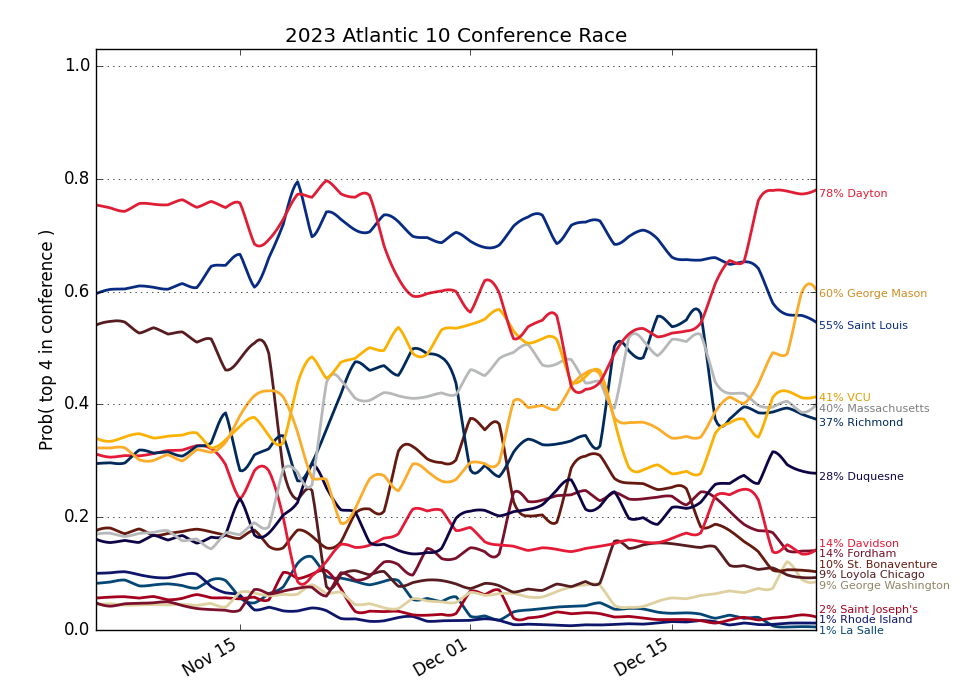 2023 Atlantic 10 Conference Race
Prob( top 4 in conference )
1.0
0.8
0.6
0.4
0.2
0.0
Nov 15
Dec 01
Dec 15
78% Dayton
60% George Mason
55% Saint Louis
41% VCU
40% Massachusetts
37% Richmond
28% Duquesne
14% Davidson
14% Fordham
10% St. Bonaventure
9% Loyola Chicago
9% George Washington
2% Saint Joseph's
1% Rhode Island
1% La Salle